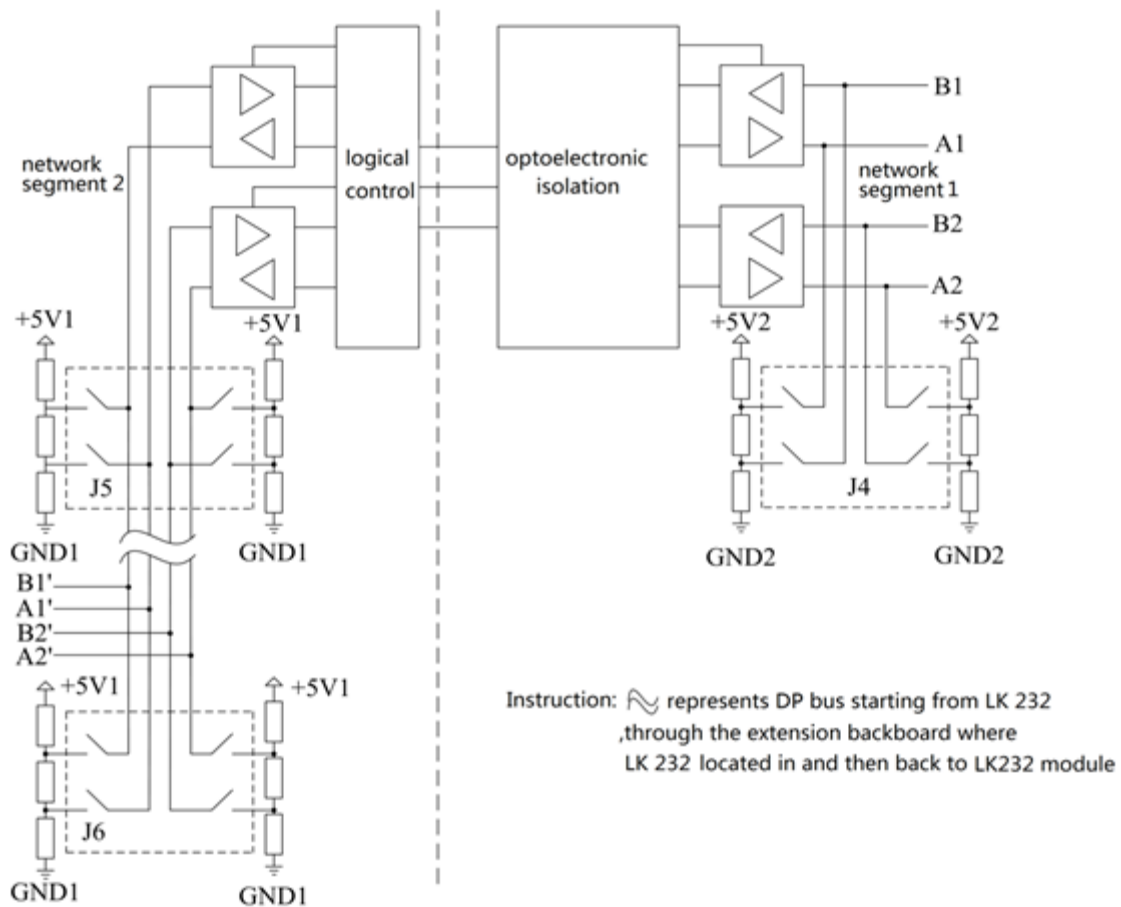 B1
A1
network
segment 1
B2
A2
network
segment 2
logical
control
optoelectronic
isolation
+5V1
+5V1
+5V2
+5V2
J5
J4
GND1
GND1
GND2
GND2
B1'
A1'
B2'
A2'
+5V1
+5V1
J6
GND1
GND1
Instruction: represents DP bus starting from LK 232
,through the extension backboard where
LK 232 located in and then back to LK232 module